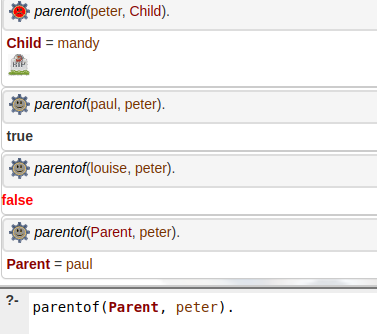 parentof(peter, Child).
Child = mandy
RIP
parentof(paul, peter).
true
parentof(louise, peter).
false
parentof(Parent, peter).
Parent = paul
?- parentof(Parent, peter).